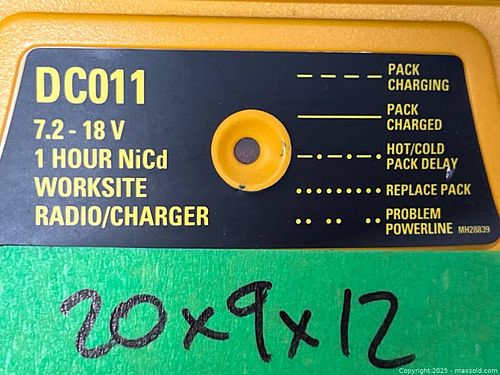 DC011
7.2 - 18 V
1 HOUR NiCd
WORKSITE
RADIO/CHARGER
PACK
CHARGING
PACK
CHARGED
HOT/COLD
PACK DELAY
REPLACE PACK
PROBLEM
POWERLINE
MH28839
20x9x12
Copyright 2025 - maxsold.com